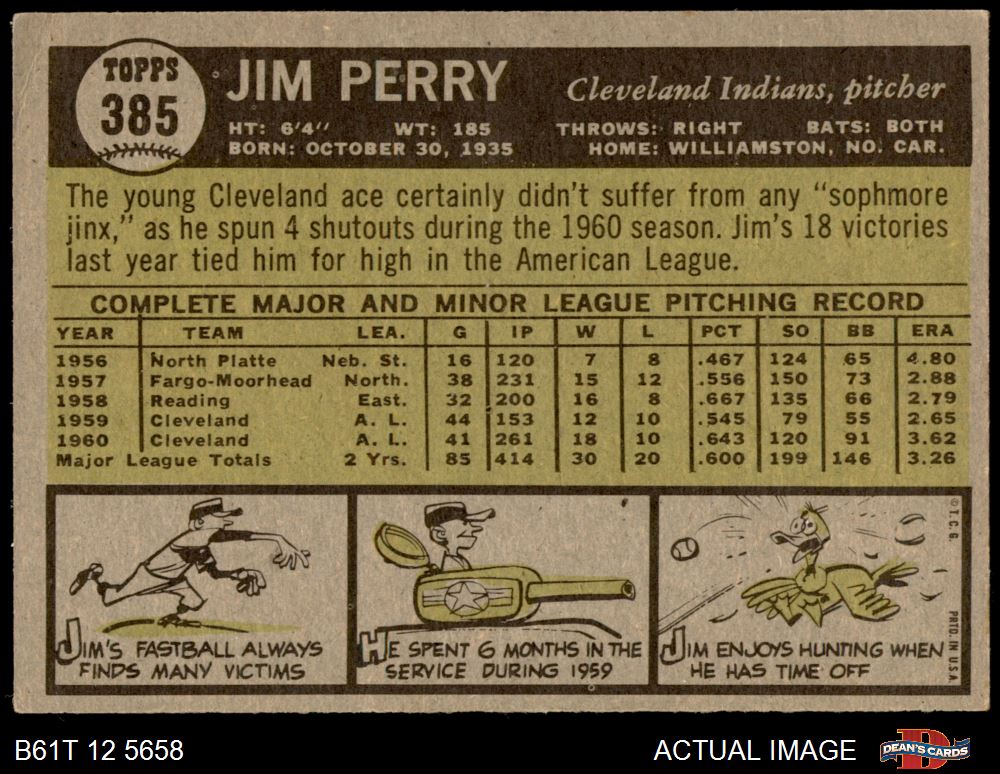 TOPPS
385
JIM PERRY
Cleveland Indians, pitcher
HT: 6'4" WT: 185 THROWS: RIGHT BATS: BOTH
BORN: OCTOBER 30, 1935 HOME: WILLIAMSTON, NO. CAR.
The young Cleveland ace certainly didn't suffer from any "sophmore
jinx," as he spun 4 shutouts during the 1960 season. Jim's 18 victories
last year tied him for high in the American League.
COMPLETE MAJOR AND MINOR LEAGUE PITCHING RECORD
YEAR TEAM LEA. G IP W L PCT SO BB ERA
1956 North Platte Neb. St. 16 120 7 8 .467 124 65 4.80
1957 Fargo-Moorhead North. 38 231 15 12 .556 150 73 2.88
1958 Reading East. 32 200 16 8 .667 135 66 2.79
1959 Cleveland A. L. 44 153 12 10 .545 79 55 2.65
1960 Cleveland A. L. 41 261 18 10 .643 120 91 3.62
Major League Totals 2 Yrs. 85 414 30 20 .600 199 146 3.26
JIM'S FASTBALL ALWAYS
FINDS MANY VICTIMS
HE SPENT 6 MONTHS IN THE
SERVICE DURING 1959
JIM ENJOYS HUNTING WHEN
HE HAS TIME OFF
© T. C. G.
PRTD. IN U.S.A.
B61T 12 5658
ACTUAL IMAGE
DEAN'S CARDS